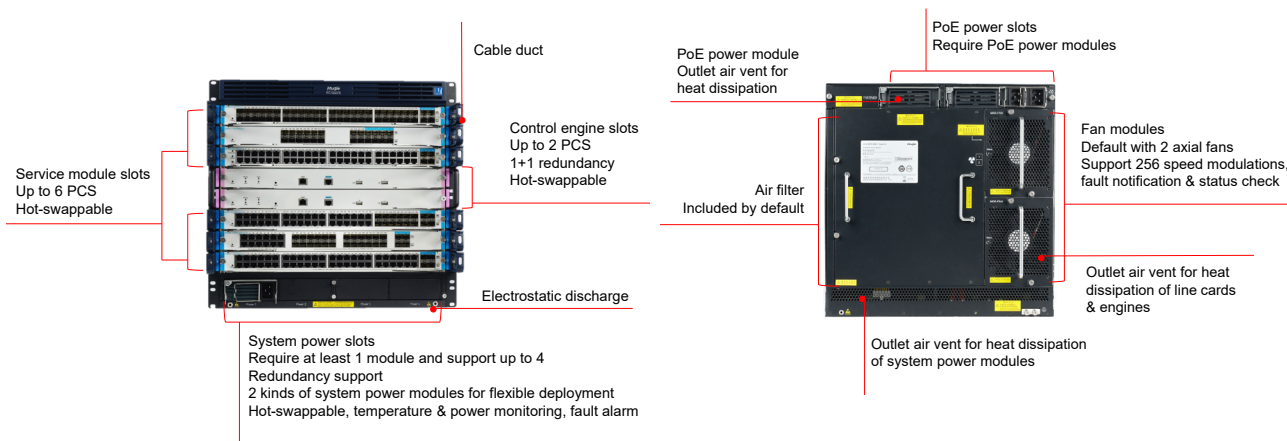 Cable duct
Ruijie
Service module slots
Up to 6 PCS
Hot-swappable
Control engine slots
Up to 2 PCS
1+1 redundancy
Hot-swappable
Electrostatic discharge
System power slots
Require at least 1 module and support up to 4
Redundancy support
2 kinds of system power modules for flexible deployment
Hot-swappable, temperature & power monitoring, fault alarm
PoE power slots
Require PoE power modules
PoE power module
Outlet air vent for
heat dissipation
Air filter
Included by default
Fan modules
Default with 2 axial fans
Support 256 speed modulations,
fault notification & status check
Outlet air vent for heat
dissipation of line cards
& engines
Outlet air vent for heat dissipation
of system power modules